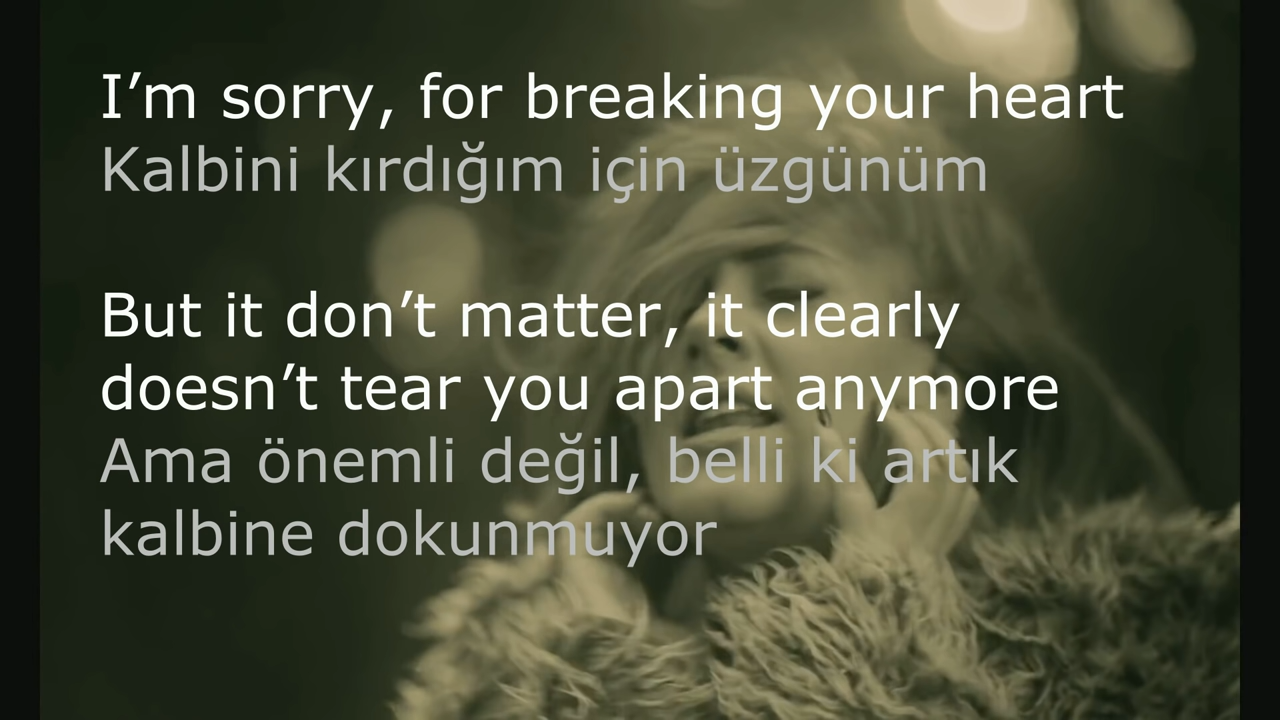 I’m sorry, for breaking your heart
Kalbini kırdığım için üzgünüm
But it don’t matter, it clearly
doesn’t tear you apart anymore
Ama önemli değil, belli ki artık
kalbine dokunmuyor